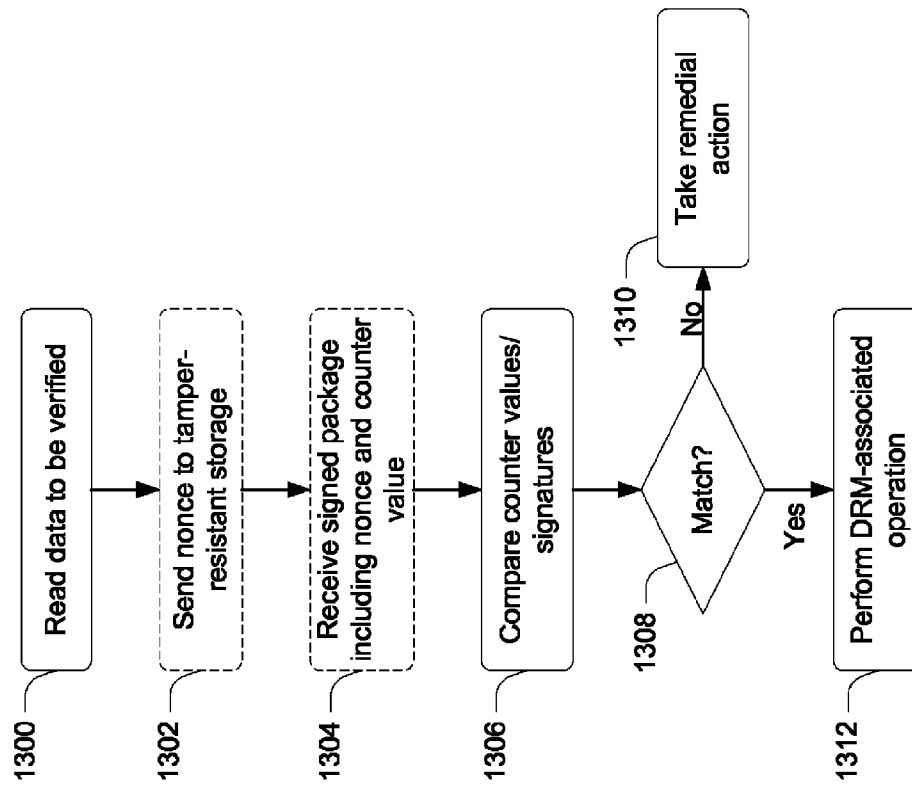 1300
Read data to be verified
1302
Send nonce to tamper-
resistant storage
1304
Receive signed package
including nonce and counter
value
1306
Compare counter values/
signatures
1308
Match?
No
1310
Take remedial
action
Yes
1312
Perform DRM-associated
operation